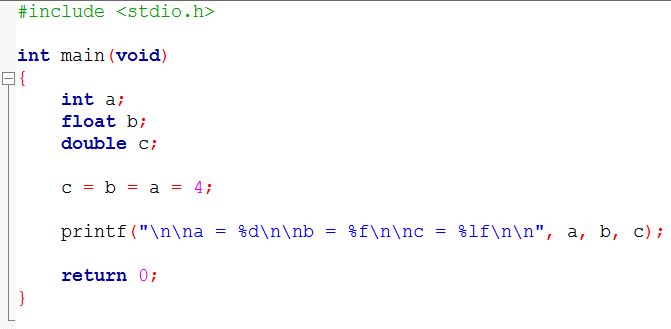 #include <stdio.h>
int main(void)
{
int a;
float b;
double c;
c = b = a = 4;
printf("\n\na = %d\n\nb = %f\n\nc = %lf\n\n", a, b, c);
return 0;
}